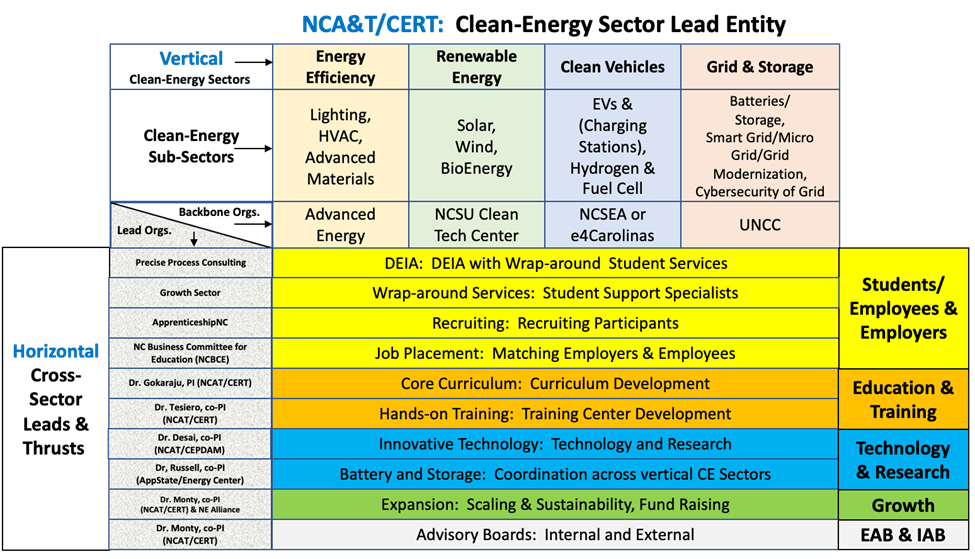 NCA&T/CERT: Clean-Energy Sector Lead Entity
Vertical
Clean-Energy Sectors
Energy
Efficiency
Renewable
Energy
Clean Vehicles
Grid & Storage
Clean-Energy
Sub-Sectors
Lighting,
HVAC,
Advanced
Materials
Solar,
Wind,
BioEnergy
EVs &
(Charging
Stations),
Hydrogen &
Fuel Cell
Batteries/
Storage,
Smart Grid/Micro
Grid/Grid
Modernization,
Cybersecurity of Grid
Backbone Orgs.
Lead Orgs.
Advanced
Energy
NCSU Clean
Tech Center
NCSEA or
e4Carolinas
UNCC
Horizontal
Cross-
Sector
Leads &
Thrusts
Precise Process Consulting
DEIA: DEIA with Wrap-around Student Services
Growth Sector
Wrap-around Services: Student Support Specialists
ApprenticeshipNC
Recruiting: Recruiting Participants
NC Business Committee for
Education (NCBCE)
Job Placement: Matching Employers & Employees
Students/
Employees &
Employers
Dr. Gokaraju, PI (NCAT/CERT)
Core Curriculum: Curriculum Development
Dr. Tesiero, co-PI
(NCAT/CERT)
Hands-on Training: Training Center Development
Education &
Training
Dr. Desai, co-PI
(NCAT/CEPDAM)
Innovative Technology: Technology and Research
Dr, Russell, co-PI
(AppState/Energy Center)
Battery and Storage: Coordination across vertical CE Sectors
Technology
& Research
Dr. Monty, co-PI
(NCAT/CERT) & NE Alliance
Expansion: Scaling & Sustainability, Fund Raising
Growth
Dr. Monty, co-PI
(NCAT/CERT)
Advisory Boards: Internal and External
EAB & IAB